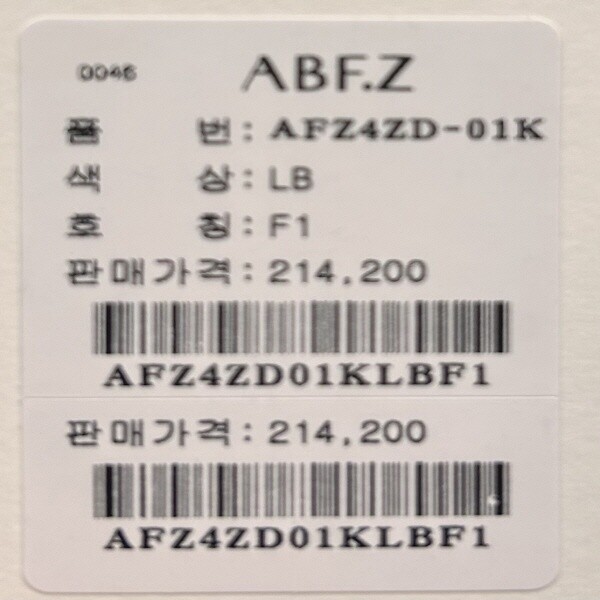 0046
ABF.Z
품 번: AFZ4ZD-01K
색 상: LB
호 칭: F1
판매가격: 214,200
AFZ4ZD01KLBF1
판매가격: 214,200
AFZ4ZD01KLBF1